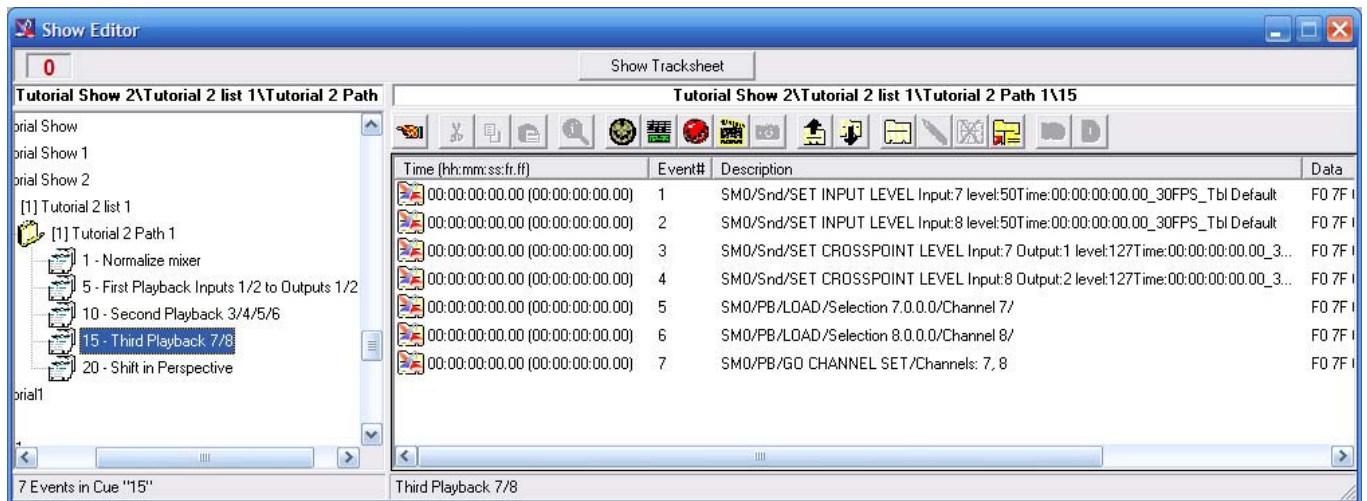 Show Editor
0
Show Tracksheet
Tutorial Show 2\Tutorial 2 list 1\Tutorial 2 Path
Tutorial Show 2\Tutorial 2 list 1\Tutorial 2 Path 1\15
orial Show
orial Show 1
orial Show 2
[1] Tutorial 2 list 1
[1] Tutorial 2 Path 1
1 - Normalize mixer
5 - First Playback Inputs 1/2 to Outputs 1/2
10 - Second Playback 3/4/5/6
15 - Third Playback 7/8
20 - Shift in Perspective
orial1
Time (hh:mm:ss:fr.ff) Event# Description Data
00:00:00:00.00 (00:00:00:00.00) 1 SM0/Snd/SET INPUT LEVEL Input:7 level:50Time:00:00:00:00.00_30FPS_Tbl Default F0 7F
00:00:00:00.00 (00:00:00:00.00) 2 SM0/Snd/SET INPUT LEVEL Input:8 level:50Time:00:00:00:00.00_30FPS_Tbl Default F0 7F
00:00:00:00.00 (00:00:00:00.00) 3 SM0/Snd/SET CROSSPOINT LEVEL Input:7 Output:1 level:127Time:00:00:00:00.00_3... F0 7F
00:00:00:00.00 (00:00:00:00.00) 4 SM0/Snd/SET CROSSPOINT LEVEL Input:8 Output:2 level:127Time:00:00:00:00.00_3... F0 7F
00:00:00:00.00 (00:00:00:00.00) 5 SM0/PB/LOAD/Selection 7.0.0.0/Channel 7/ F0 7F
00:00:00:00.00 (00:00:00:00.00) 6 SM0/PB/LOAD/Selection 8.0.0.0/Channel 8/ F0 7F
00:00:00:00.00 (00:00:00:00.00) 7 SM0/PB/GO CHANNEL SET/Channels: 7, 8 F0 7F
7 Events in Cue "15"
Third Playback 7/8